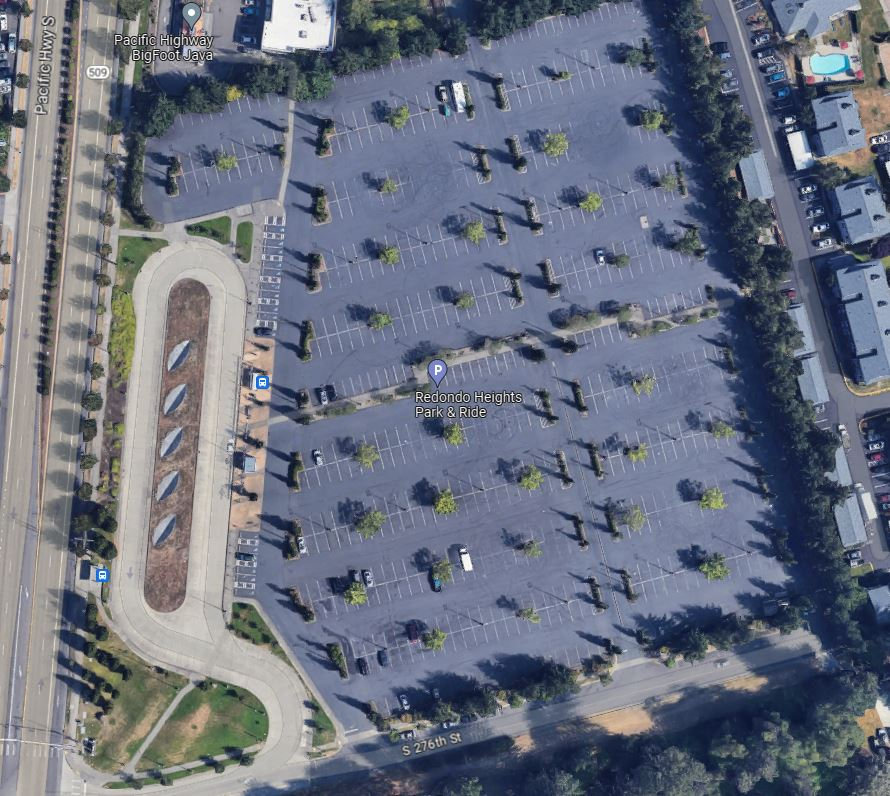 Pacific Hwy S
509
Pacific Highway
BigFoot Java
P
Redondo Heights
Park & Ride
S 276th St